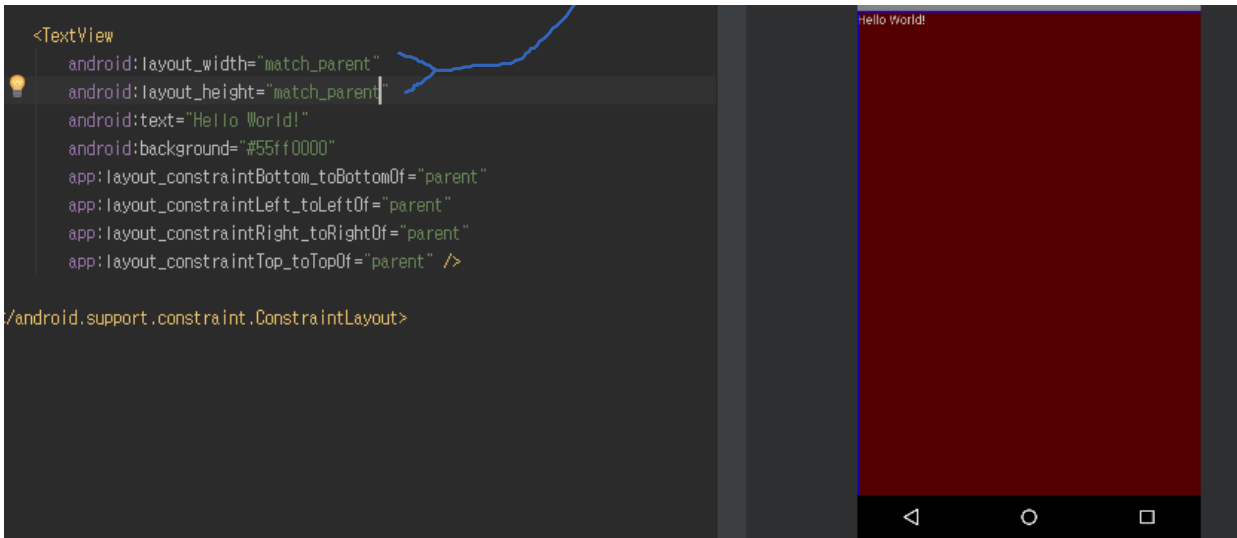 <TextView
android:layout_width="match_parent"
android:layout_height="match_parent"
android:text="Hello World!"
android:background="#55ff0000"
app:layout_constraintBottom_toBottomOf="parent"
app:layout_constraintLeft_toLeftOf="parent"
app:layout_constraintRight_toRightOf="parent"
app:layout_constraintTop_toTopOf="parent" />
</android.support.constraint.ConstraintLayout>
Hello World!